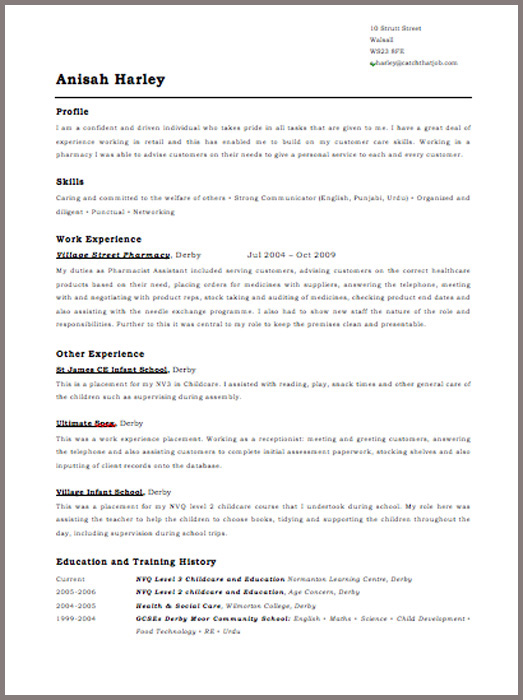 10 Strutt Street
Walsall
WS23 8FE
harley@catchthatjob.com
Anisah Harley
Profile
I am a confident and driven individual who takes pride in all tasks that are given to me. I have a great deal of
experience working in retail and this has enabled me to build on my customer care skills. Working in a
pharmacy I was able to advise customers on their needs to give a personal service to each and every customer.
Skills
Caring and committed to the welfare of others • Strong Communicator (English, Punjabi, Urdu) • Organized and
diligent • Punctual • Networking
Work Experience
Village Street Pharmacy, Derby Jul 2004 – Oct 2009
My duties as Pharmacist Assistant included serving customers, advising customers on the correct healthcare
products based on their need, placing orders for medicines with suppliers, answering the telephone, meeting
with and negotiating with product reps, stock taking and auditing of medicines, checking product end dates and
also assisting with the needle exchange programme. I also had to show new staff the nature of the role and
responsibilities. Further to this it was central to my role to keep the premises clean and presentable.
Other Experience
St James CE Infant School, Derby
This is a placement for my NV3 in Childcare. I assisted with reading, play, snack times and other general care of
the children such as supervising during assembly.
Ultimate Spex, Derby
This was a work experience placement. Working as a receptionist: meeting and greeting customers, answering
the telephone and also assisting customers to complete initial assessment paperwork, stocking shelves and also
inputting of client records onto the database.
Village Infant School, Derby
This was a placement for my NVQ level 2 childcare course that I undertook during school. My role here was
assisting the teacher to help the children to choose books, tidying and supporting the children throughout the
day, including supervision during school trips.
Education and Training History
Current NVQ Level 3 Childcare and Education Normanton Learning Centre, Derby
2005-2006 NVQ Level 2 childcare and Education, Age Concern, Derby
2004-2005 Health & Social Care, Wilmorton College, Derby
1999-2004 GCSEs Derby Moor Community School: English • Maths • Science • Child Development •
Food Technology • RE • Urdu